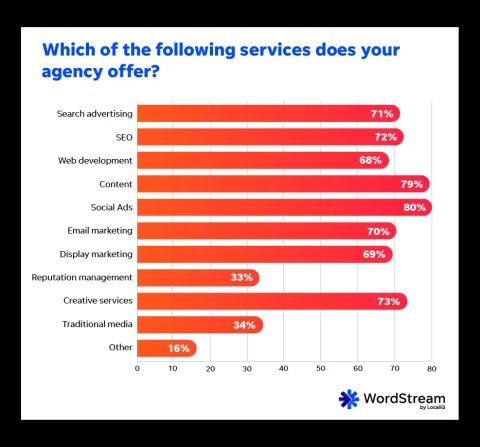 Which of the following services does your
agency offer?
Search advertising 71%
SEO 72%
Web development 68%
Content 79%
Social Ads 80%
Email marketing 70%
Display marketing 69%
Reputation management 33%
Creative services 73%
Traditional media 34%
Other 16%
0 10 20 30 40 50 60 70 80
WordStream
by LocaliQ